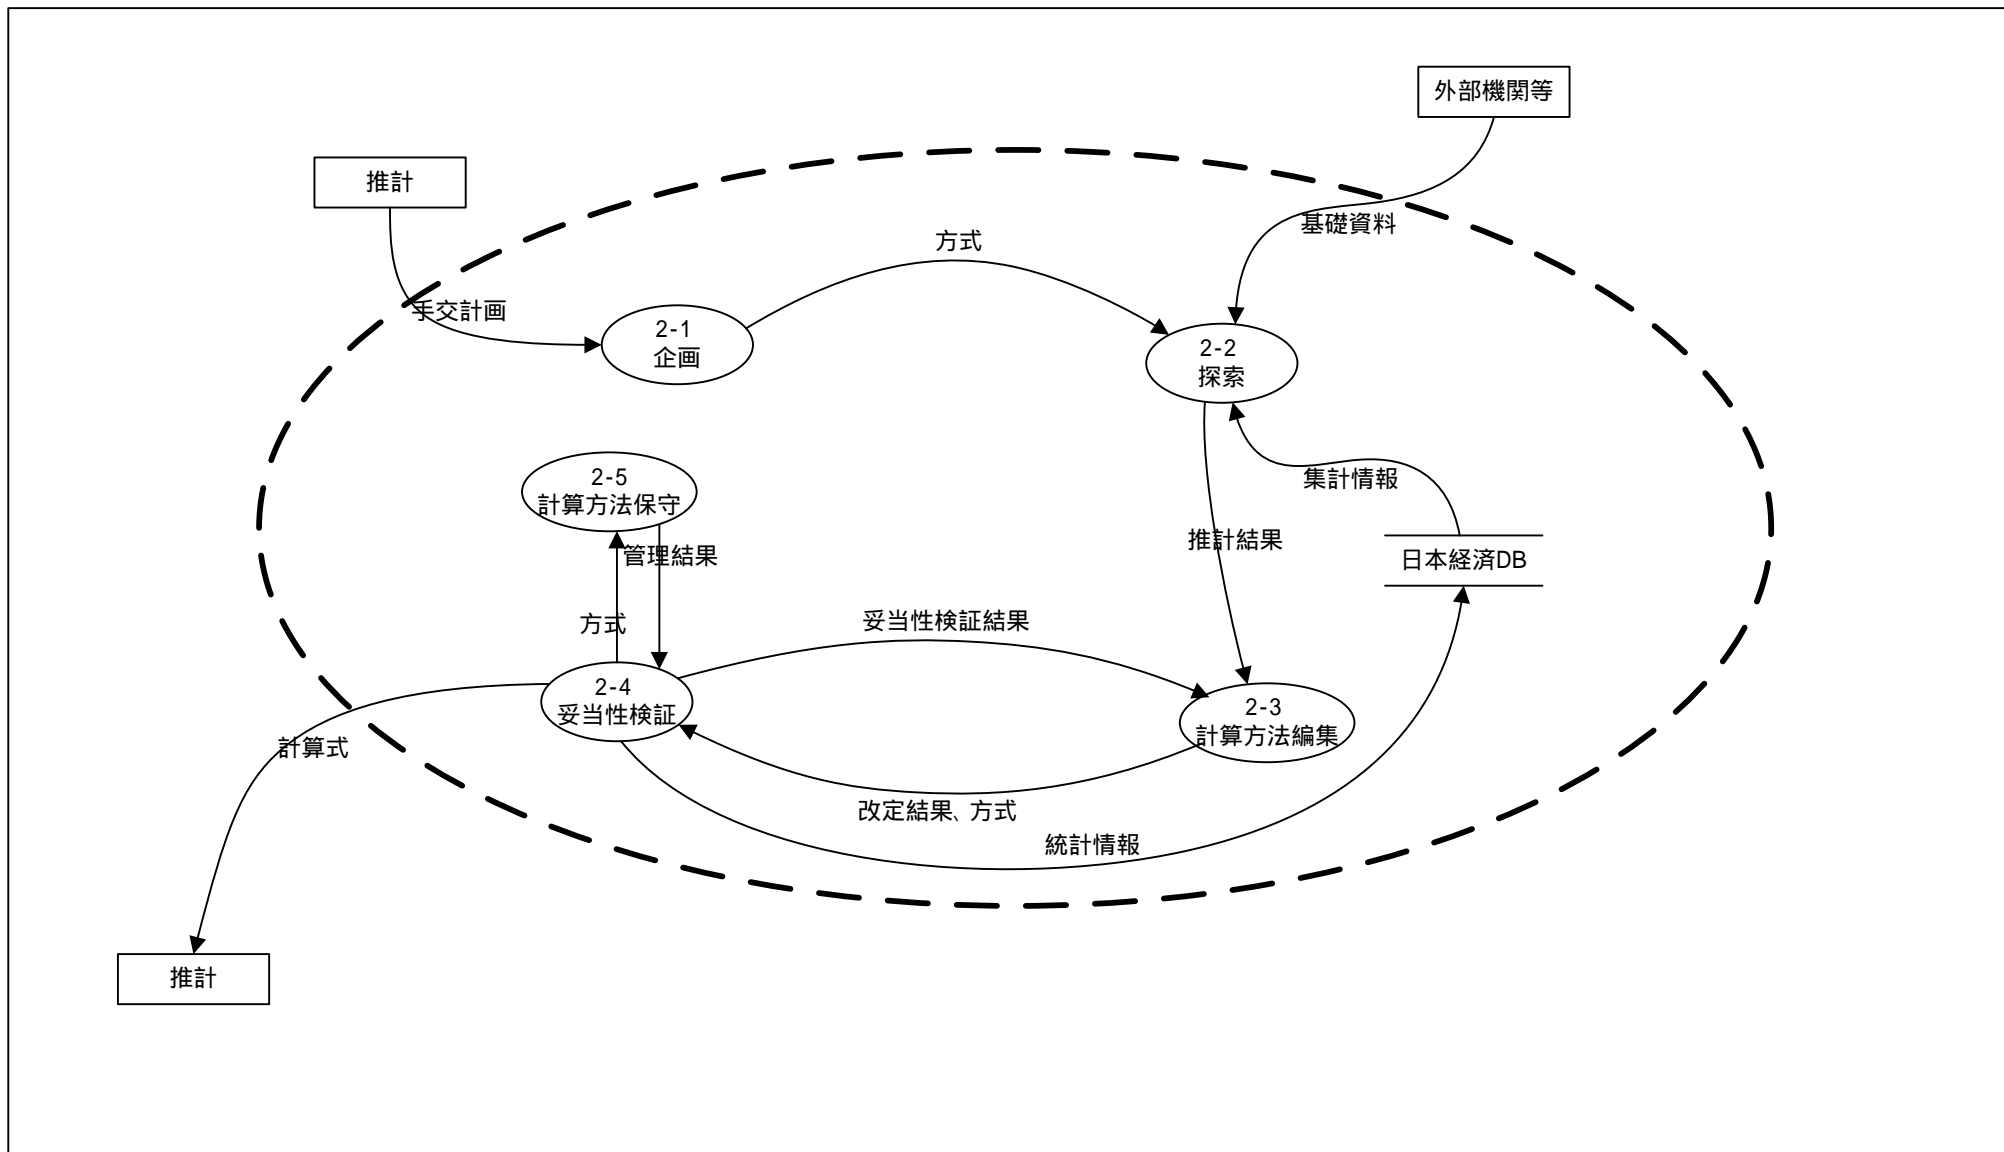 外部機関等
推計
基礎資料
方式
手交計画
2-1
企画
2-2
探索
2-5
計算方法保守
集計情報
管理結果
推計結果
日本経済DB
方式
妥当性検証結果
2-4
妥当性検証
2-3
計算方法編集
計算式
改定結果、方式
統計情報
推計